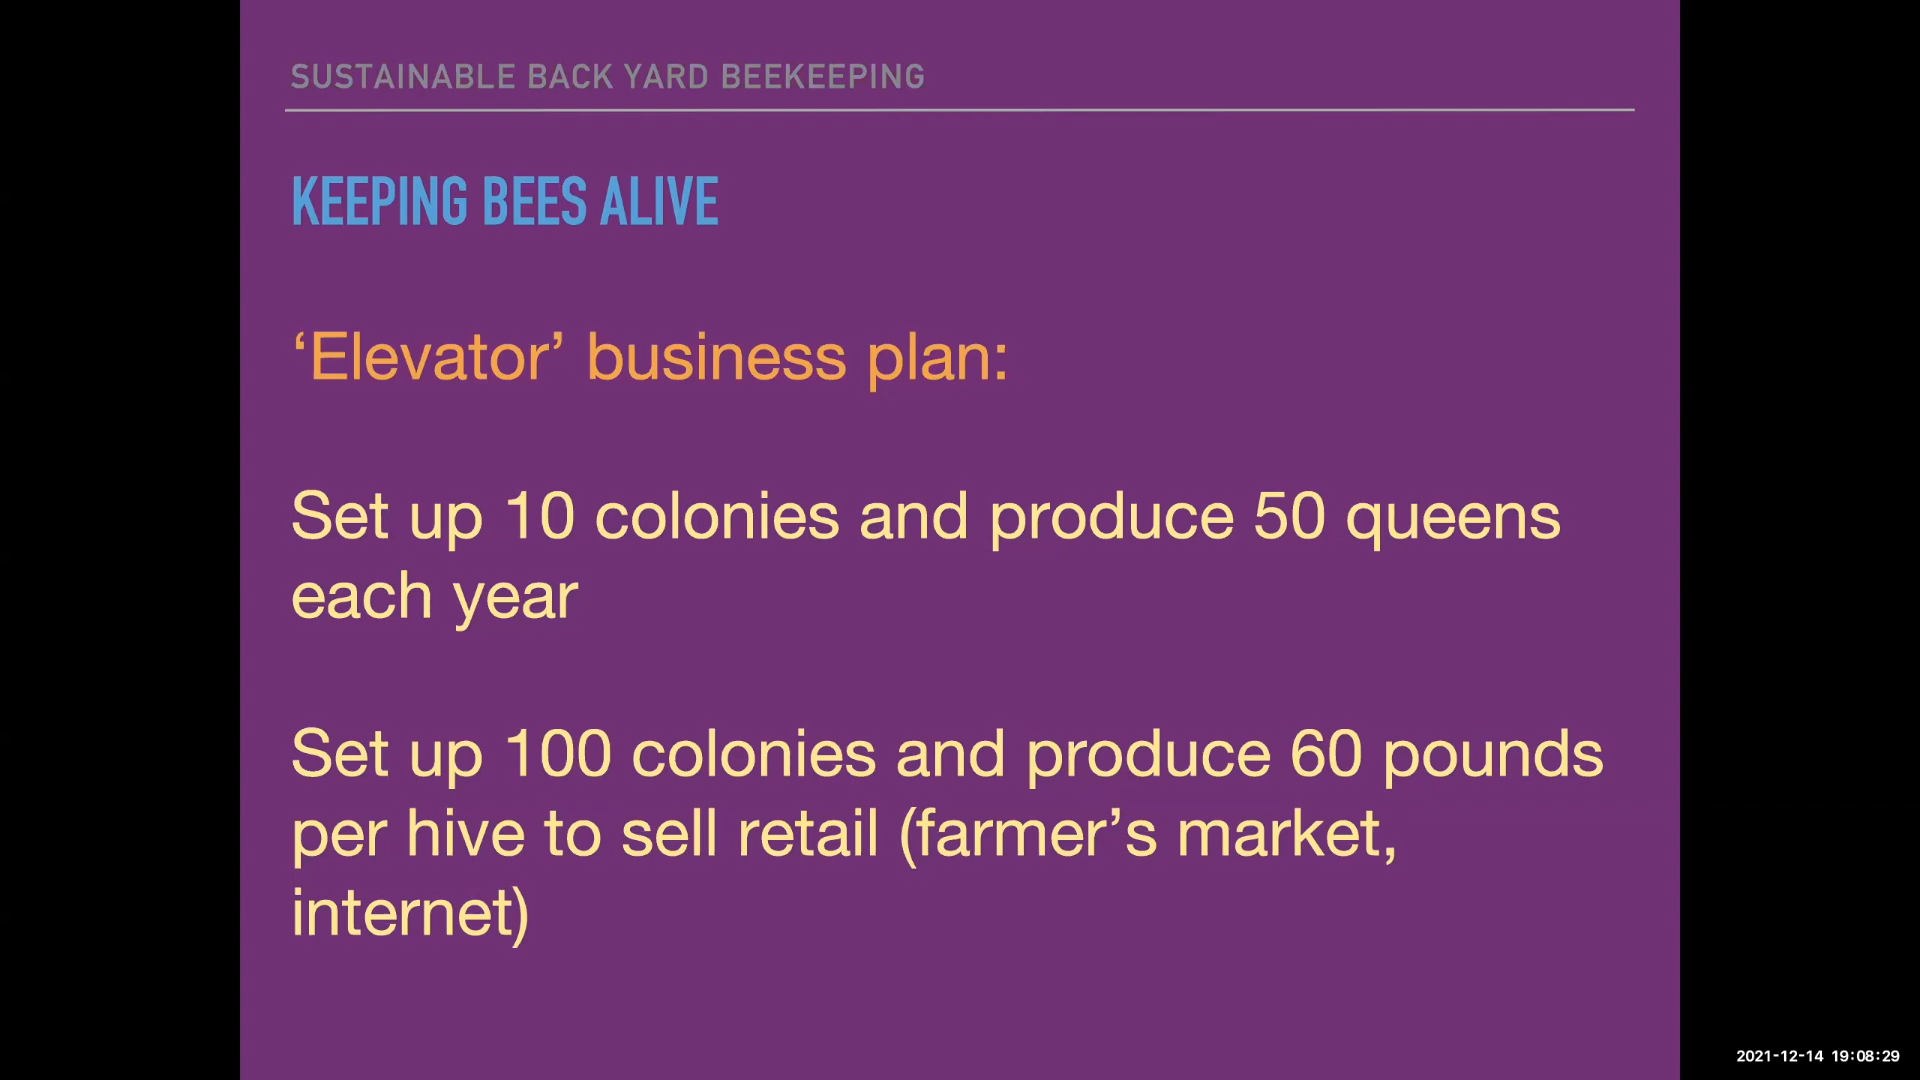 SUSTAINABLE BACK YARD BEEKEEPING
KEEPING BEES ALIVE
‘Elevator’ business plan:
Set up 10 colonies and produce 50 queens
each year
Set up 100 colonies and produce 60 pounds
per hive to sell retail (farmer’s market,
internet)
2021-12-14 19:08:29